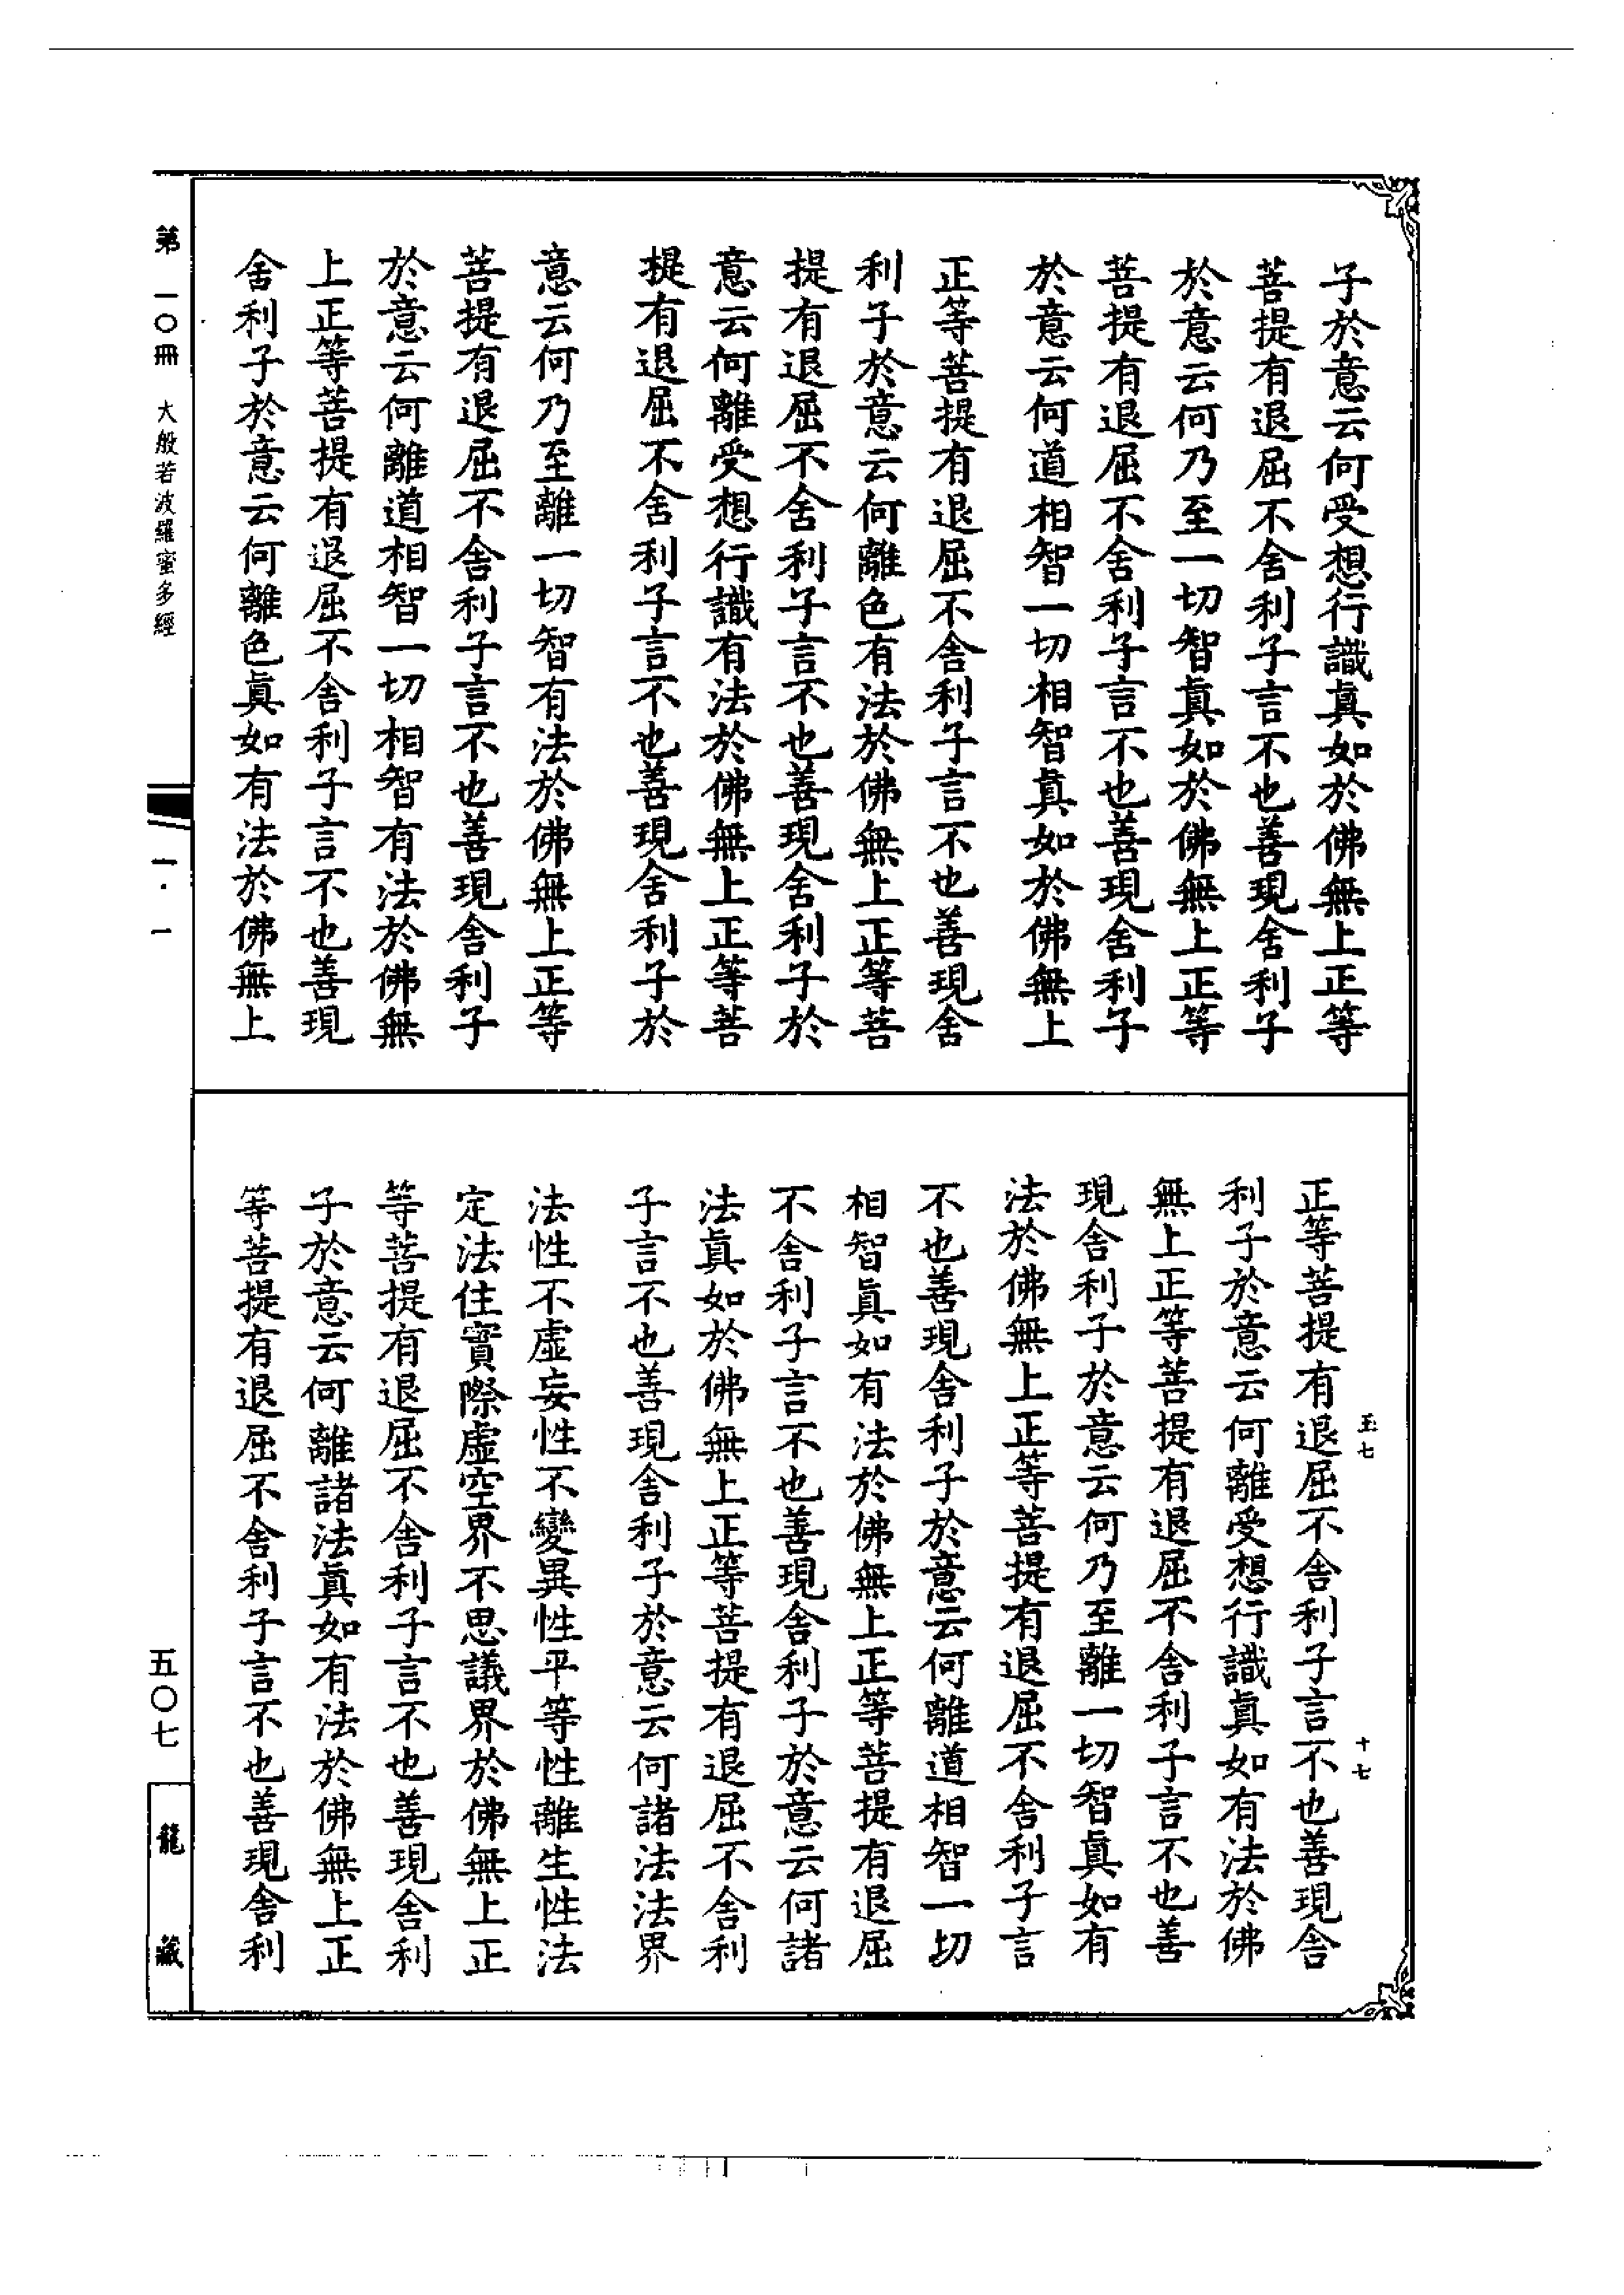 子於意云何受想行識真如於佛無上正等
菩提有退屈不舍利子言不也善現舍利子
於意云何乃至一切智真如於佛無上正等
菩提有退屈不舍利子言不也善現舍利子
於意云何道相智一切相智真如於佛無上
正等菩提有退屈不舍利子言不也善現舍
利子於意云何離色有法於佛無上正等菩
提有退屈不舍利子言不也善現舍利子於
意云何離受想行識有法於佛無上正等菩
提有退屈不舍利子言不也善現舍利子於
意云何乃至離一切智有法於佛無上正等
菩提有退屈不舍利子言不也善現舍利子
於意云何離道相智一切相智有法於佛無
上正等菩提有退屈不舍利子言不也善現
舍利子於意云何離色真如有法於佛無上
正等菩提有退屈不舍利子言不也善現舍
利子於意云何離受想行識真如有法於佛
無上正等菩提有退屈不舍利子言不也善
現舍利子於意云何乃至離一切智真如有
法於佛無上正等菩提有退屈不舍利子言
不也善現舍利子於意云何離道相智一切
相智真如有法於佛無上正等菩提有退屈
不舍利子言不也善現舍利子於意云何諸
法真如於佛無上正等菩提有退屈不舍利
子言不也善現舍利子於意云何諸法法界
法性不虛妄性不變異性平等性離生性法
定法住實際虛空界不思議界於佛無上正
等菩提有退屈不舍利子言不也善現舍利
子於意云何離諸法真如有法於佛無上正
等菩提有退屈不舍利子言不也善現舍利
第一〇冊 大般若波羅蜜多經
一·一
五〇七
龍藏